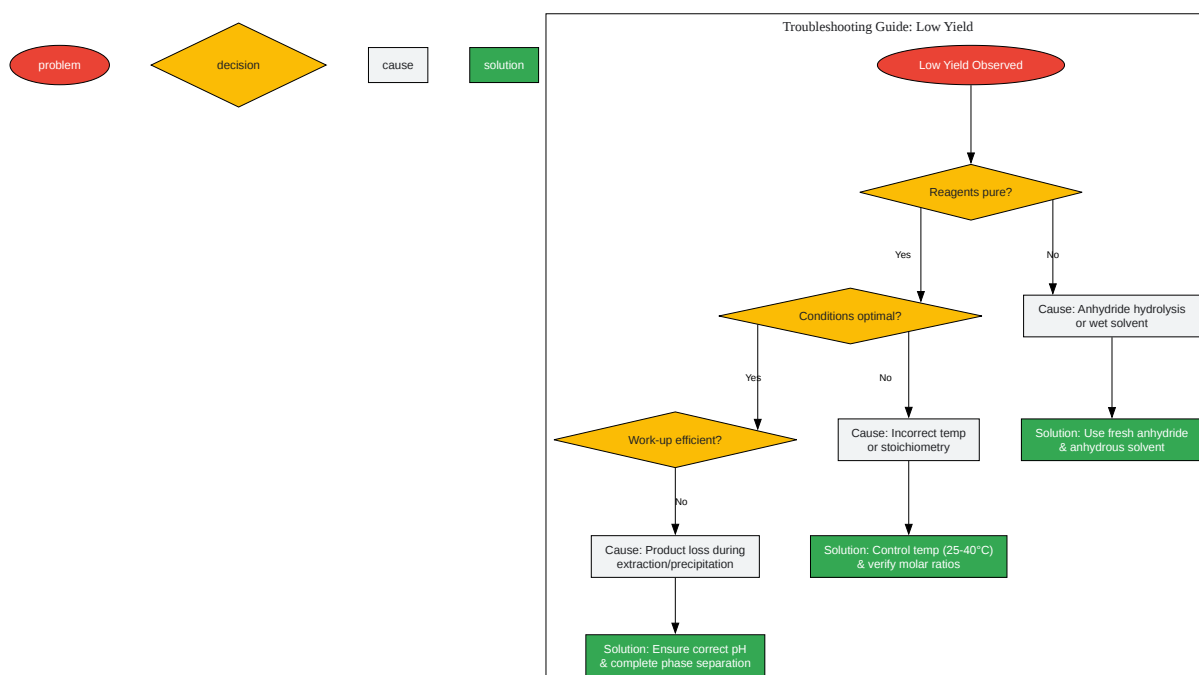 Troubleshooting Guide: Low Yield
problem
decision
cause
solution
Low Yield Observed
Reagents pure?
Yes
No
Conditions optimal?
Cause: Anhydride hydrolysis
or wet solvent
Yes
No
Work-up efficient?
Cause: Incorrect temp
or stoichiometry
Solution: Use fresh anhydride
& anhydrous solvent
No
Cause: Product loss during
extraction/precipitation
Solution: Control temp (25-40°C)
& verify molar ratios
Solution: Ensure correct pH
& complete phase separation